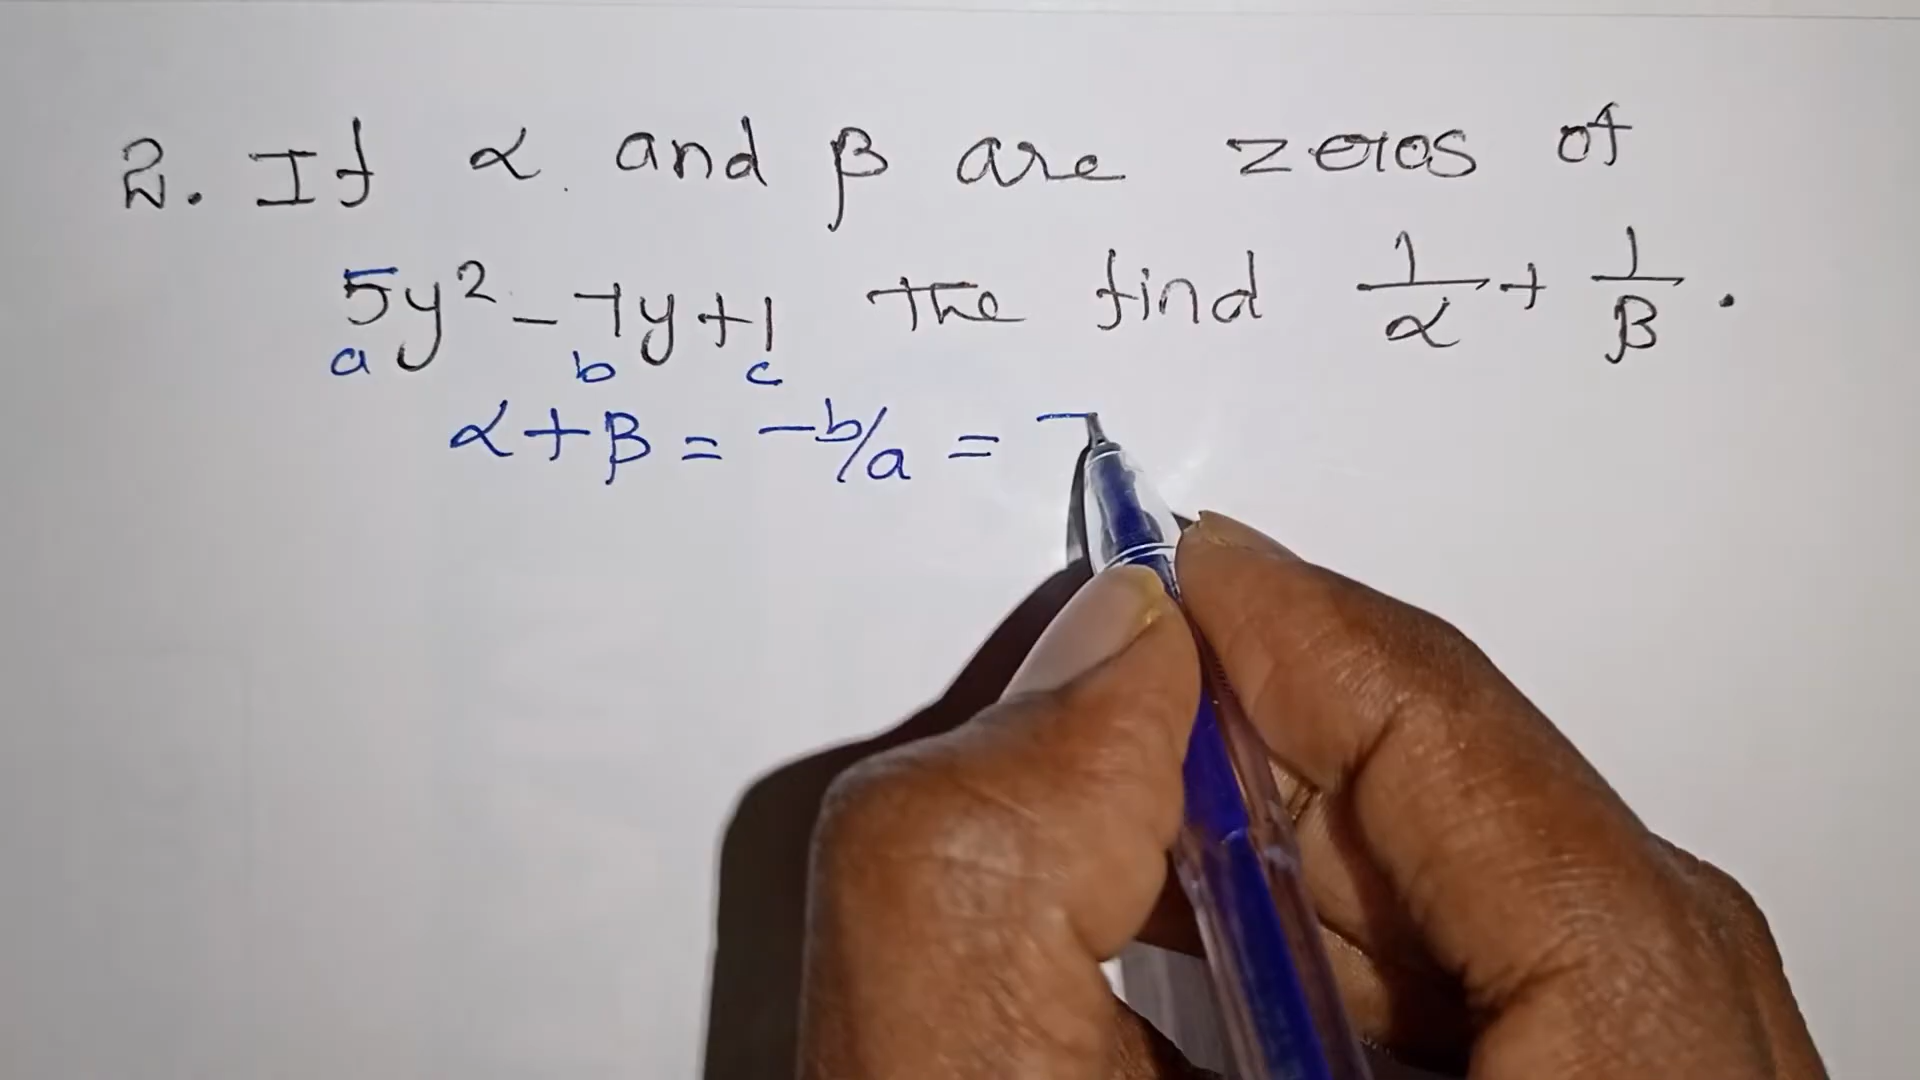 2. If α and β are zeros of
5y² - 7y + 1 the find 1/α + 1/β .
a b c
α + β = -b/a = -